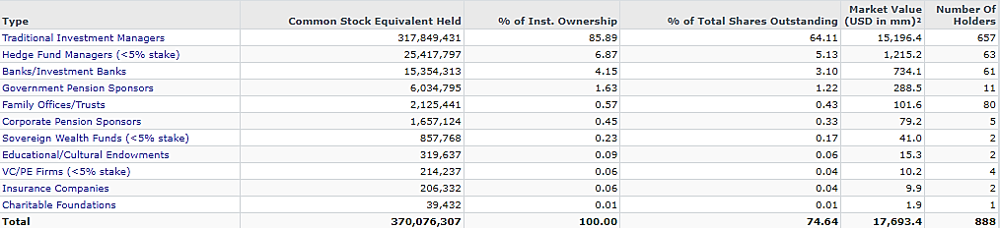 Type Common Stock Equivalent Held % of Inst. Ownership % of Total Shares Outstanding Market Value (USD in mm)² Number Of Holders
Traditional Investment Managers 317,849,431 85.89 64.11 15,196.4 657
Hedge Fund Managers (<5% stake) 25,417,797 6.87 5.13 1,215.2 63
Banks/Investment Banks 15,354,313 4.15 3.10 734.1 61
Government Pension Sponsors 6,034,795 1.63 1.22 288.5 11
Family Offices/Trusts 2,125,441 0.57 0.43 101.6 80
Corporate Pension Sponsors 1,657,124 0.45 0.33 79.2 5
Sovereign Wealth Funds (<5% stake) 857,768 0.23 0.17 41.0 2
Educational/Cultural Endowments 319,637 0.09 0.06 15.3 2
VC/PE Firms (<5% stake) 214,237 0.06 0.04 10.2 4
Insurance Companies 206,332 0.06 0.04 9.9 2
Charitable Foundations 39,432 0.01 0.01 1.9 1
Total 370,076,307 100.00 74.64 17,693.4 888